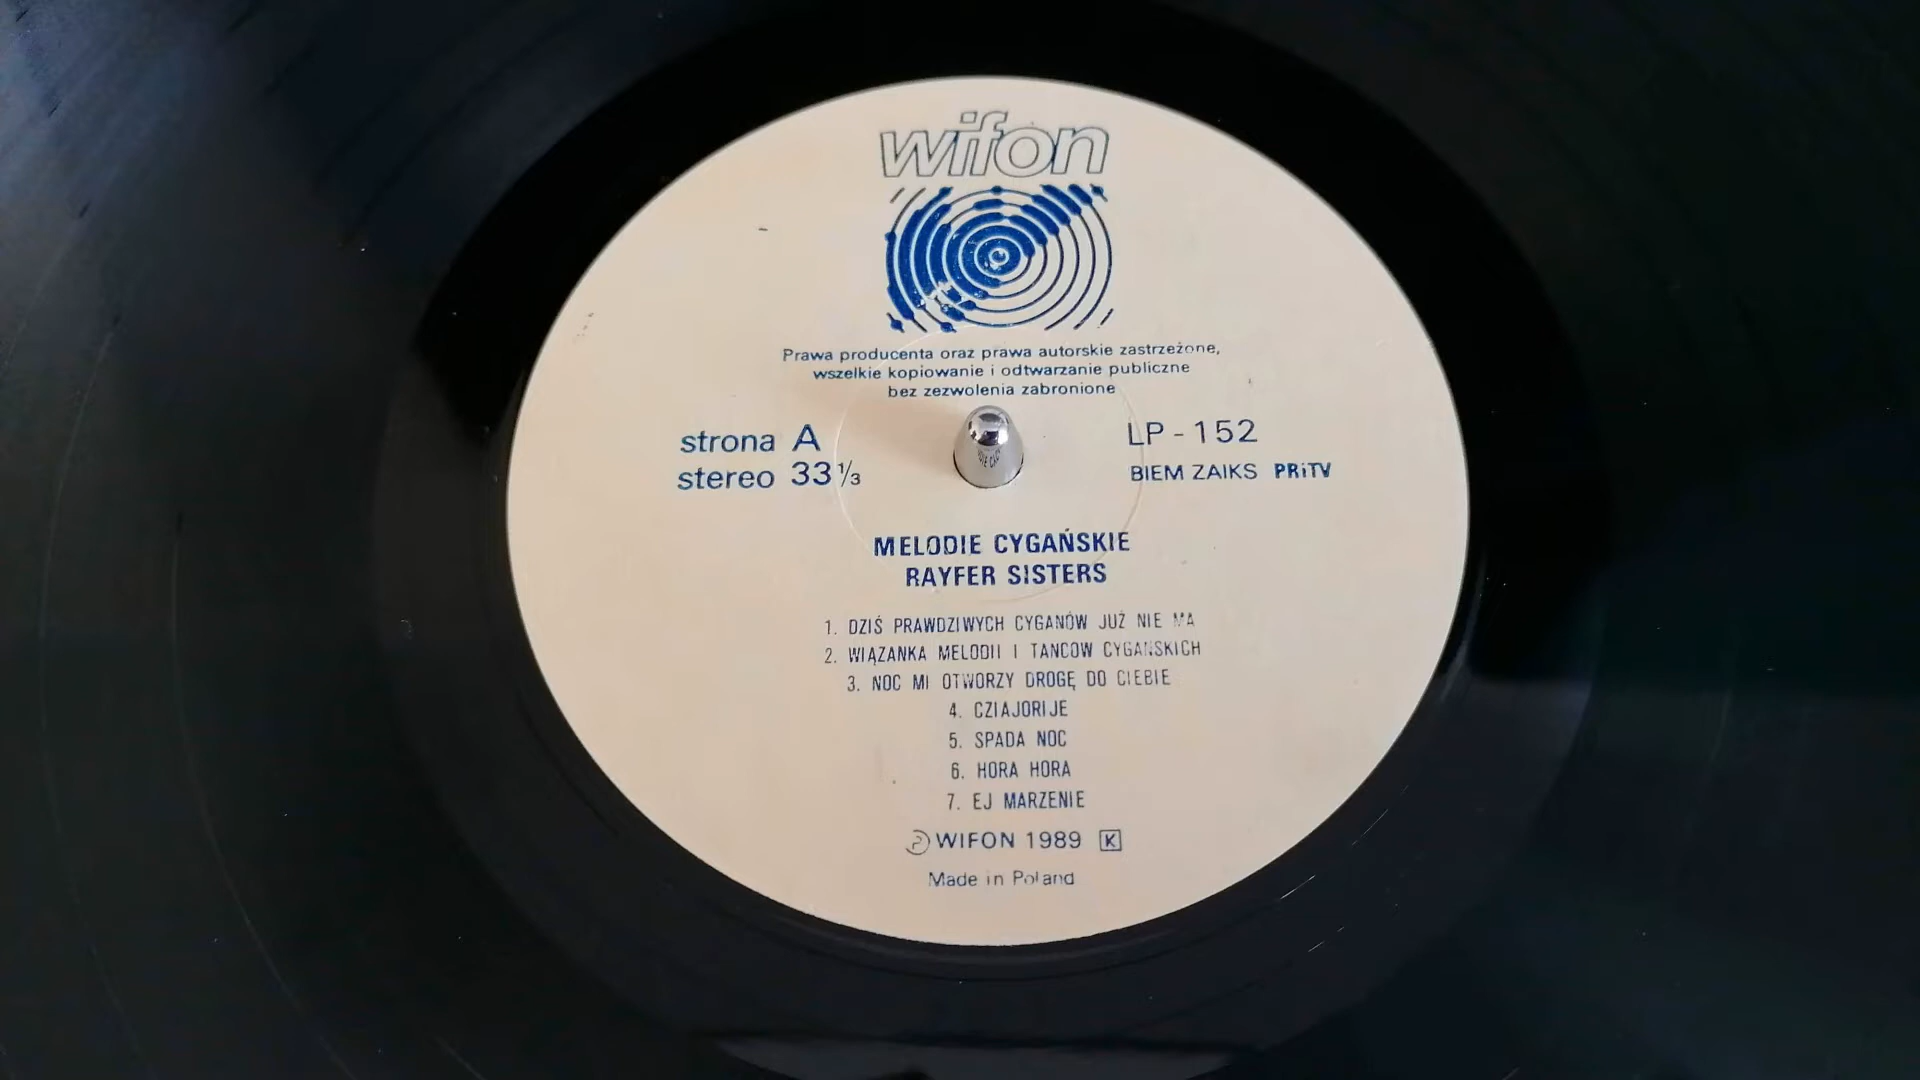 wifon
Prawa producenta oraz prawa autorskie zastrzeżone,
wszelkie kopiowanie i odtwarzanie publiczne
bez zezwolenia zabronione
strona A
stereo 33 1/3
LP - 152
BIEM ZAIKS PRiTV
MELODIE CYGAŃSKIE
RAYFER SISTERS
1. DZIŚ PRAWDZIWYCH CYGANÓW JUŻ NIE MA
2. WIĄZANKA MELODII I TANCOW CYGAŃSKICH
3. NOC MI OTWORZY DROGĘ DO CIEBIE
4. CZIAJORIJE
5. SPADA NOC
6. HORA HORA
7. EJ MARZENIE
Ⓟ WIFON 1989 K
Made in Poland